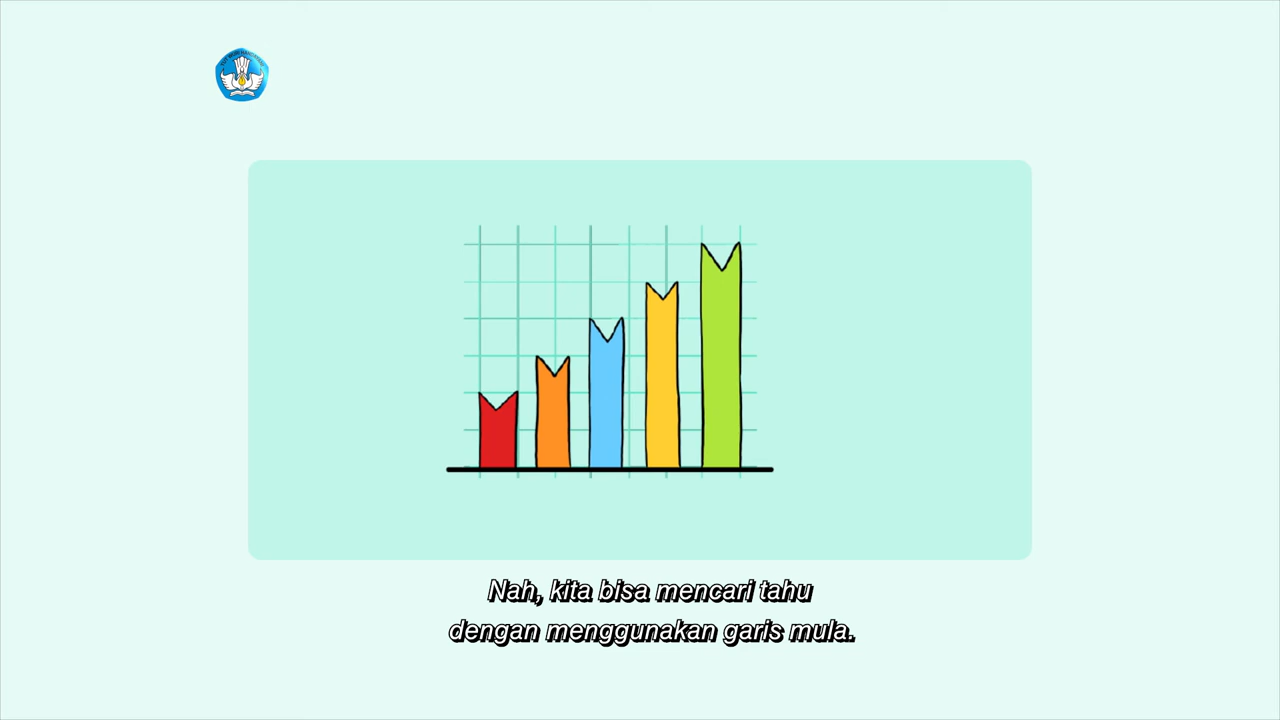 Nah, kita bisa mencari tahu
dengan menggunakan garis mula.